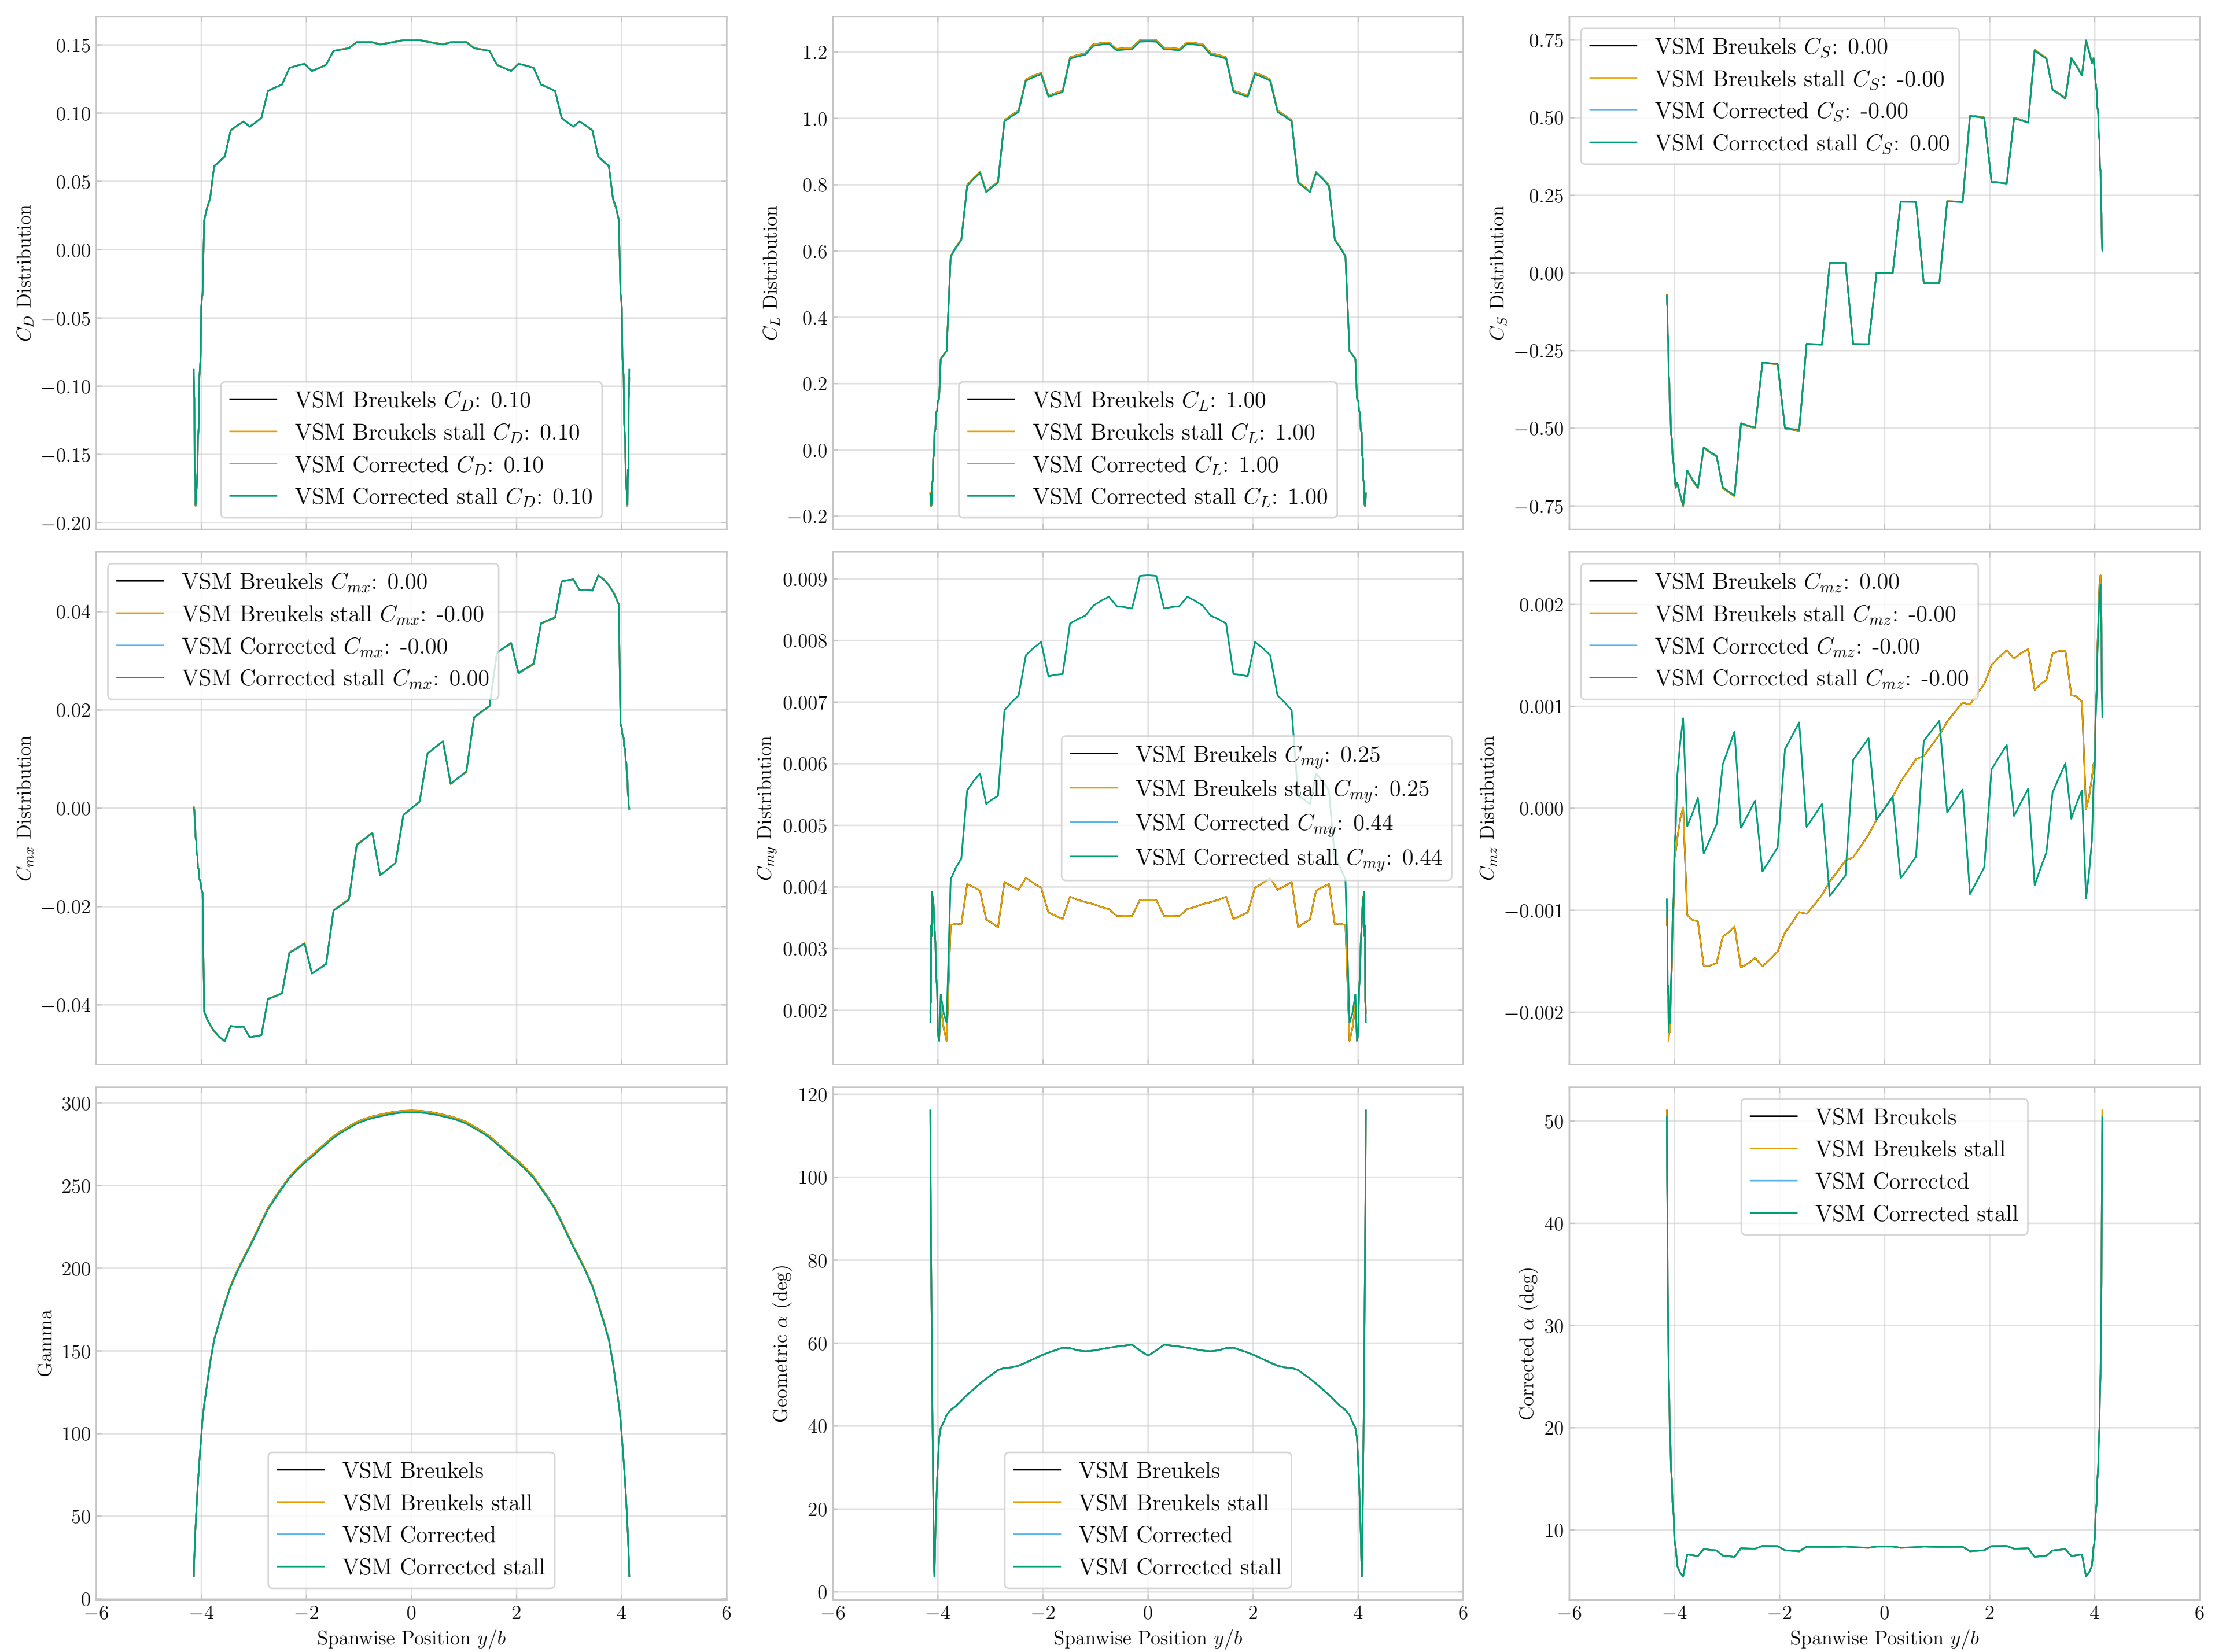 0.15
0.10
0.05
0.00
−0.05
−0.10
−0.15
−0.20
C_D Distribution
VSM Breukels C_D: 0.10
VSM Breukels stall C_D: 0.10
VSM Corrected C_D: 0.10
VSM Corrected stall C_D: 0.10
1.2
1.0
0.8
0.6
0.4
0.2
0.0
−0.2
C_L Distribution
VSM Breukels C_L: 1.00
VSM Breukels stall C_L: 1.00
VSM Corrected C_L: 1.00
VSM Corrected stall C_L: 1.00
0.75
0.50
0.25
0.00
−0.25
−0.50
−0.75
C_S Distribution
VSM Breukels C_S: 0.00
VSM Breukels stall C_S: -0.00
VSM Corrected C_S: -0.00
VSM Corrected stall C_S: 0.00
0.04
0.02
0.00
−0.02
−0.04
C_mx Distribution
VSM Breukels C_mx: 0.00
VSM Breukels stall C_mx: -0.00
VSM Corrected C_mx: -0.00
VSM Corrected stall C_mx: 0.00
0.009
0.008
0.007
0.006
0.005
0.004
0.003
0.002
C_my Distribution
VSM Breukels C_my: 0.25
VSM Breukels stall C_my: 0.25
VSM Corrected C_my: 0.44
VSM Corrected stall C_my: 0.44
0.002
0.001
0.000
−0.001
−0.002
C_mz Distribution
VSM Breukels C_mz: 0.00
VSM Breukels stall C_mz: -0.00
VSM Corrected C_mz: -0.00
VSM Corrected stall C_mz: -0.00
300
250
200
150
100
50
0
Gamma
VSM Breukels
VSM Breukels stall
VSM Corrected
VSM Corrected stall
−6 −4 −2 0 2 4 6
Spanwise Position y/b
120
100
80
60
40
20
0
Geometric α (deg)
VSM Breukels
VSM Breukels stall
VSM Corrected
VSM Corrected stall
−6 −4 −2 0 2 4 6
Spanwise Position y/b
50
40
30
20
10
Corrected α (deg)
VSM Breukels
VSM Breukels stall
VSM Corrected
VSM Corrected stall
−6 −4 −2 0 2 4 6
Spanwise Position y/b